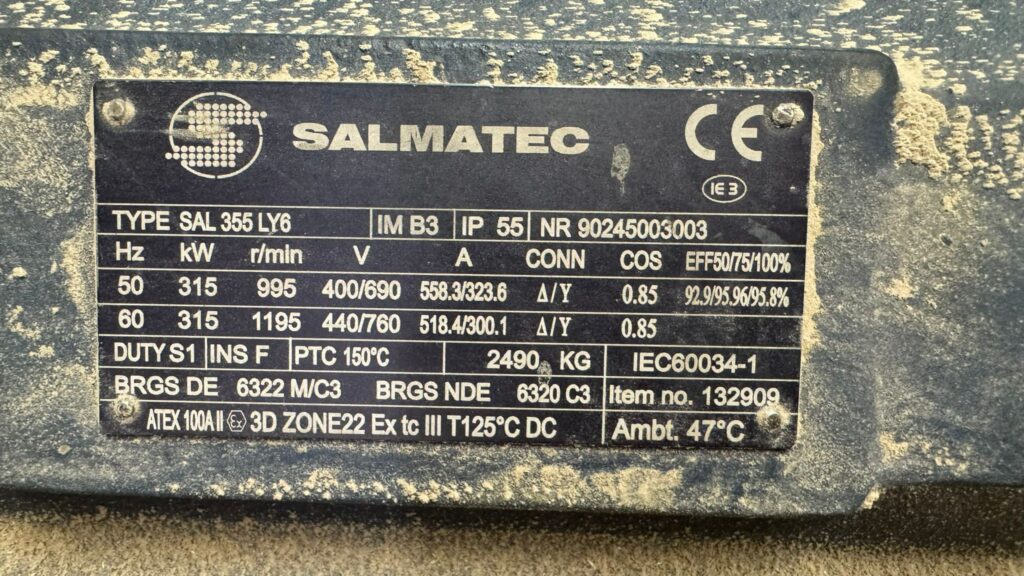 SALMATEC
CE
IE3
TYPE SAL 355 LY6 IM B3 IP 55 NR 90245003003
Hz kW r/min V A CONN COS EFF50/75/100%
50 315 995 400/690 558.3/323.6 Δ/Y 0.85 92.9/95.96/95.8%
60 315 1195 440/760 518.4/300.1 Δ/Y 0.85
DUTY S1 INS F PTC 150°C 2490 KG IEC60034-1
BRGS DE 6322 M/C3 BRGS NDE 6320 C3 Item no. 132909
ATEX 100A II Ex 3D ZONE22 Ex tc III T125°C DC Ambt. 47°C